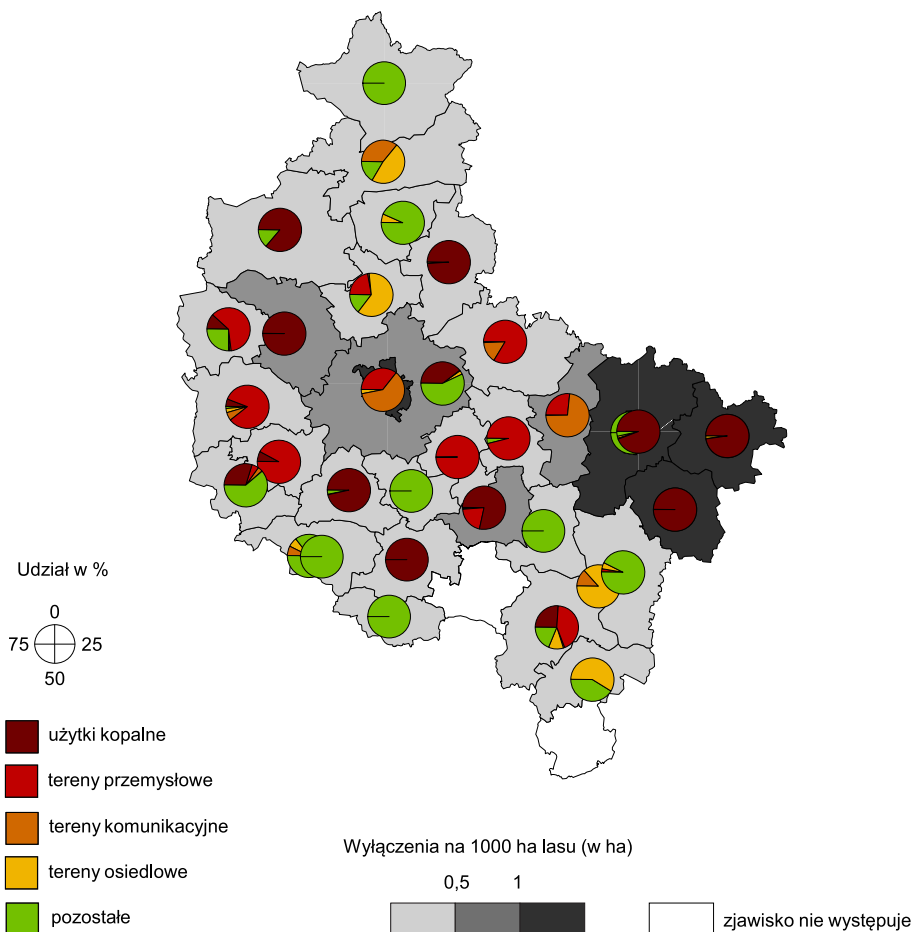 Udział w %
0
75 25
50
użytki kopalne
tereny przemysłowe
tereny komunikacyjne
tereny osiedlowe
pozostałe
Wyłączenia na 1000 ha lasu (w ha)
0,5 1
zjawisko nie występuje